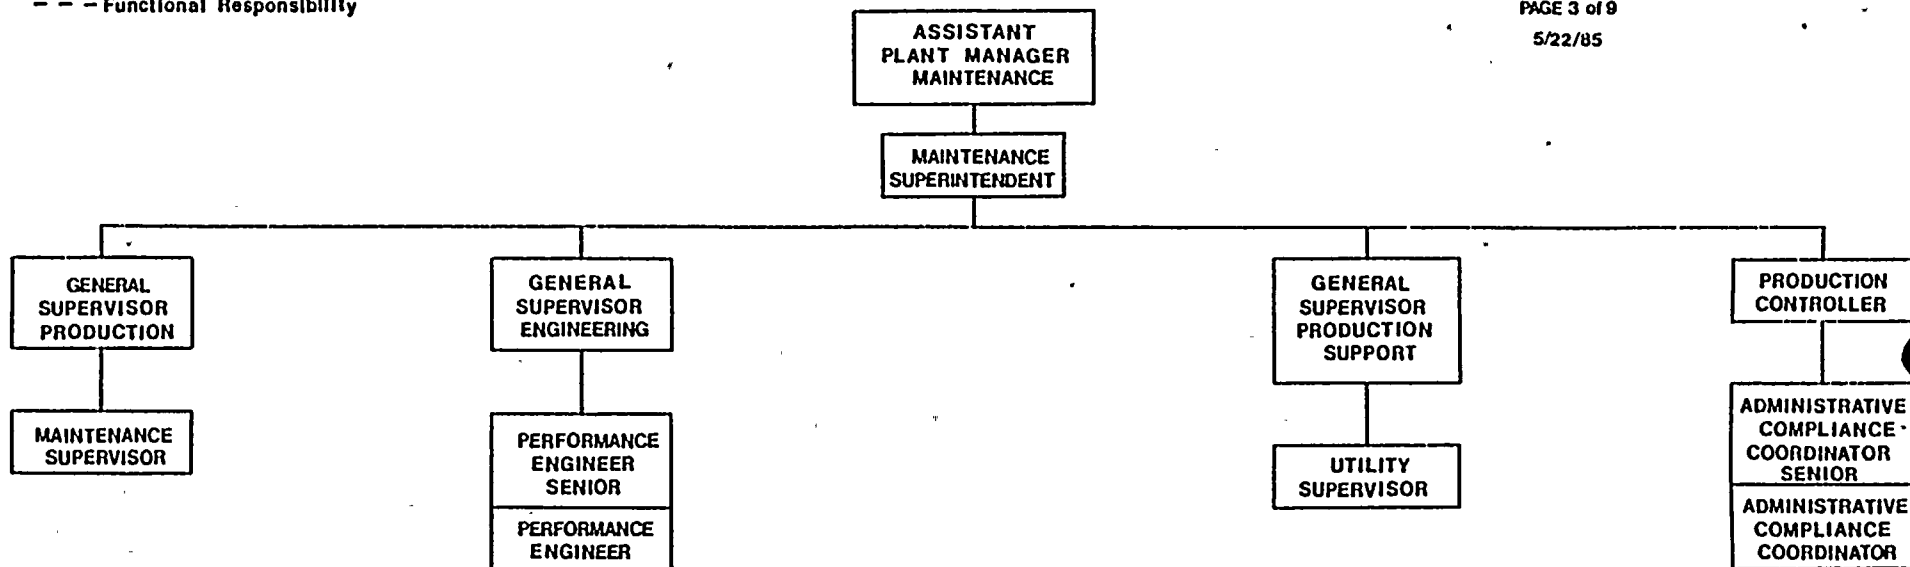 - - - Functional Responsibility
PAGE 3 of 9
5/22/85
ASSISTANT
PLANT MANAGER
MAINTENANCE
MAINTENANCE
SUPERINTENDENT
GENERAL
SUPERVISOR
PRODUCTION
MAINTENANCE
SUPERVISOR
GENERAL
SUPERVISOR
ENGINEERING
PERFORMANCE
ENGINEER
SENIOR
PERFORMANCE
ENGINEER
GENERAL
SUPERVISOR
PRODUCTION
SUPPORT
UTILITY
SUPERVISOR
PRODUCTION
CONTROLLER
ADMINISTRATIVE
COMPLIANCE
COORDINATOR
SENIOR
ADMINISTRATIVE
COMPLIANCE
COORDINATOR